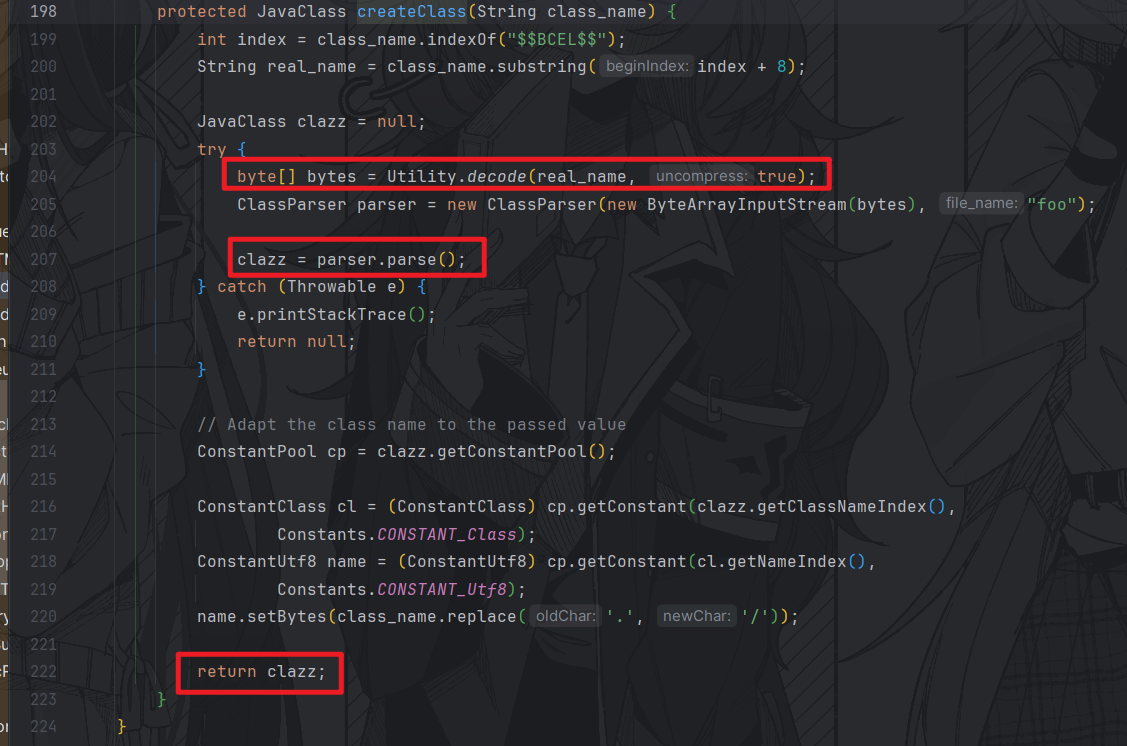 198 protected JavaClass createClass(String class_name) {
199 int index = class_name.indexOf("$$BCEL$$");
200 String real_name = class_name.substring( beginIndex: index + 8);
201
202 JavaClass clazz = null;
203 try {
204 byte[] bytes = Utility.decode(real_name, uncompress: true);
205 ClassParser parser = new ClassParser(new ByteArrayInputStream(bytes), file_name: "foo");
206
207 clazz = parser.parse();
208 } catch (Throwable e) {
209 e.printStackTrace();
210 return null;
211 }
212
213 // Adapt the class name to the passed value
214 ConstantPool cp = clazz.getConstantPool();
215
216 ConstantClass cl = (ConstantClass) cp.getConstant(clazz.getClassNameIndex(),
217 Constants.CONSTANT_Class);
218 ConstantUtf8 name = (ConstantUtf8) cp.getConstant(cl.getNameIndex(),
219 Constants.CONSTANT_Utf8);
220 name.setBytes(class_name.replace( oldChar: '.', newChar: '/'));
221
222 return clazz;
223 }
224 }